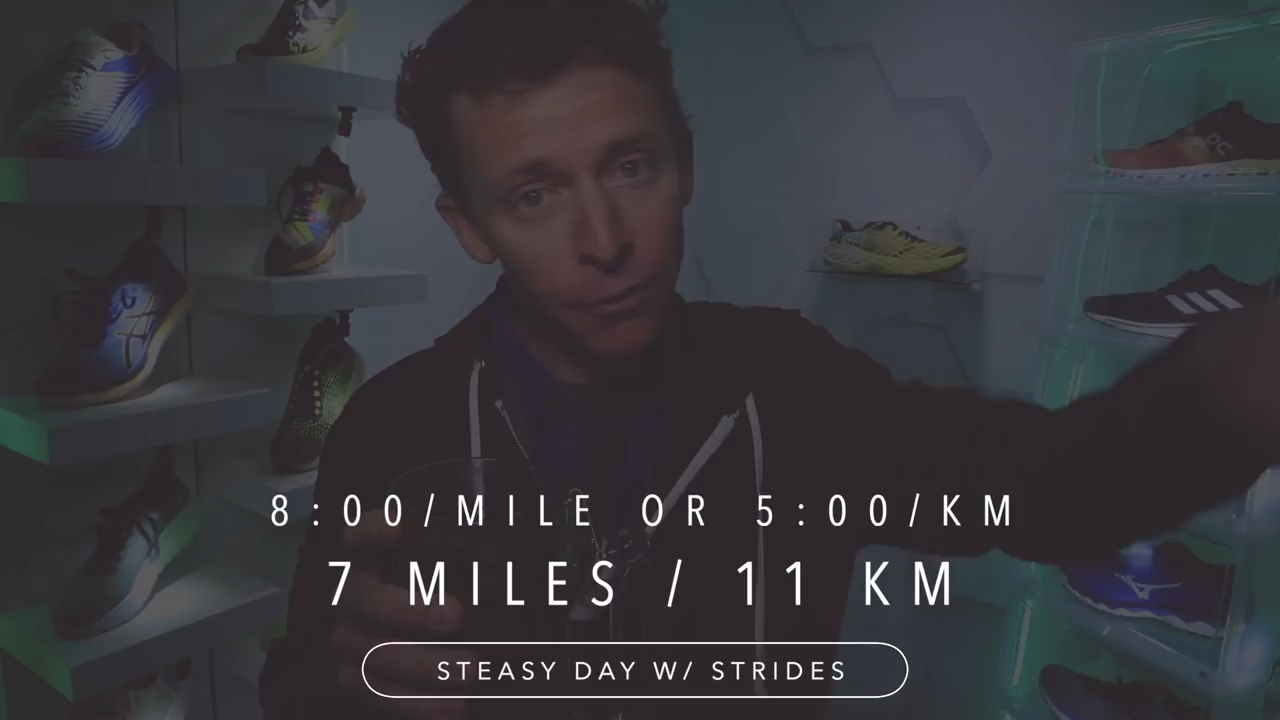 8:00/MILE OR 5:00/KM
7 MILES / 11 KM
STEASY DAY W/ STRIDES